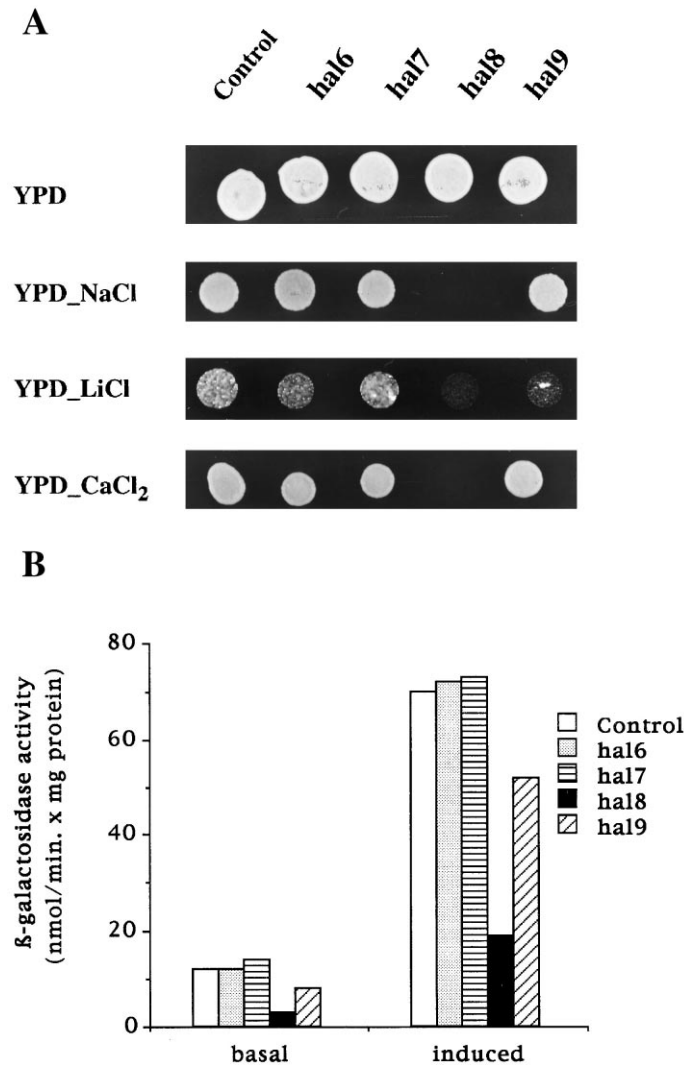 A
Control hal6 hal7 hal8 hal9
YPD
YPD_NaCl
YPD_LiCl
YPD_CaCl₂
B
ß-galactosidase activity
(nmol/min. x mg protein)
80
60
40
20
0
basal induced
Control
hal6
hal7
hal8
hal9